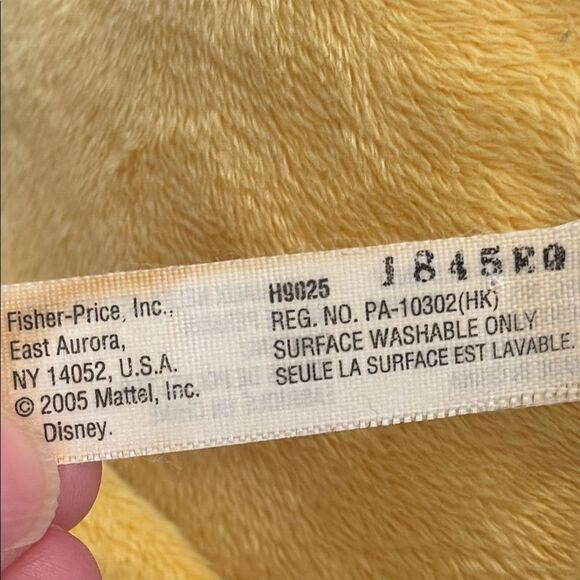 Fisher-Price, Inc.,
East Aurora,
NY 14052, U.S.A.
© 2005 Mattel, Inc.
Disney.
H9025
1845EQ
REG. NO. PA-10302(HK)
SURFACE WASHABLE ONLY
SEULE LA SURFACE EST LAVABLE.